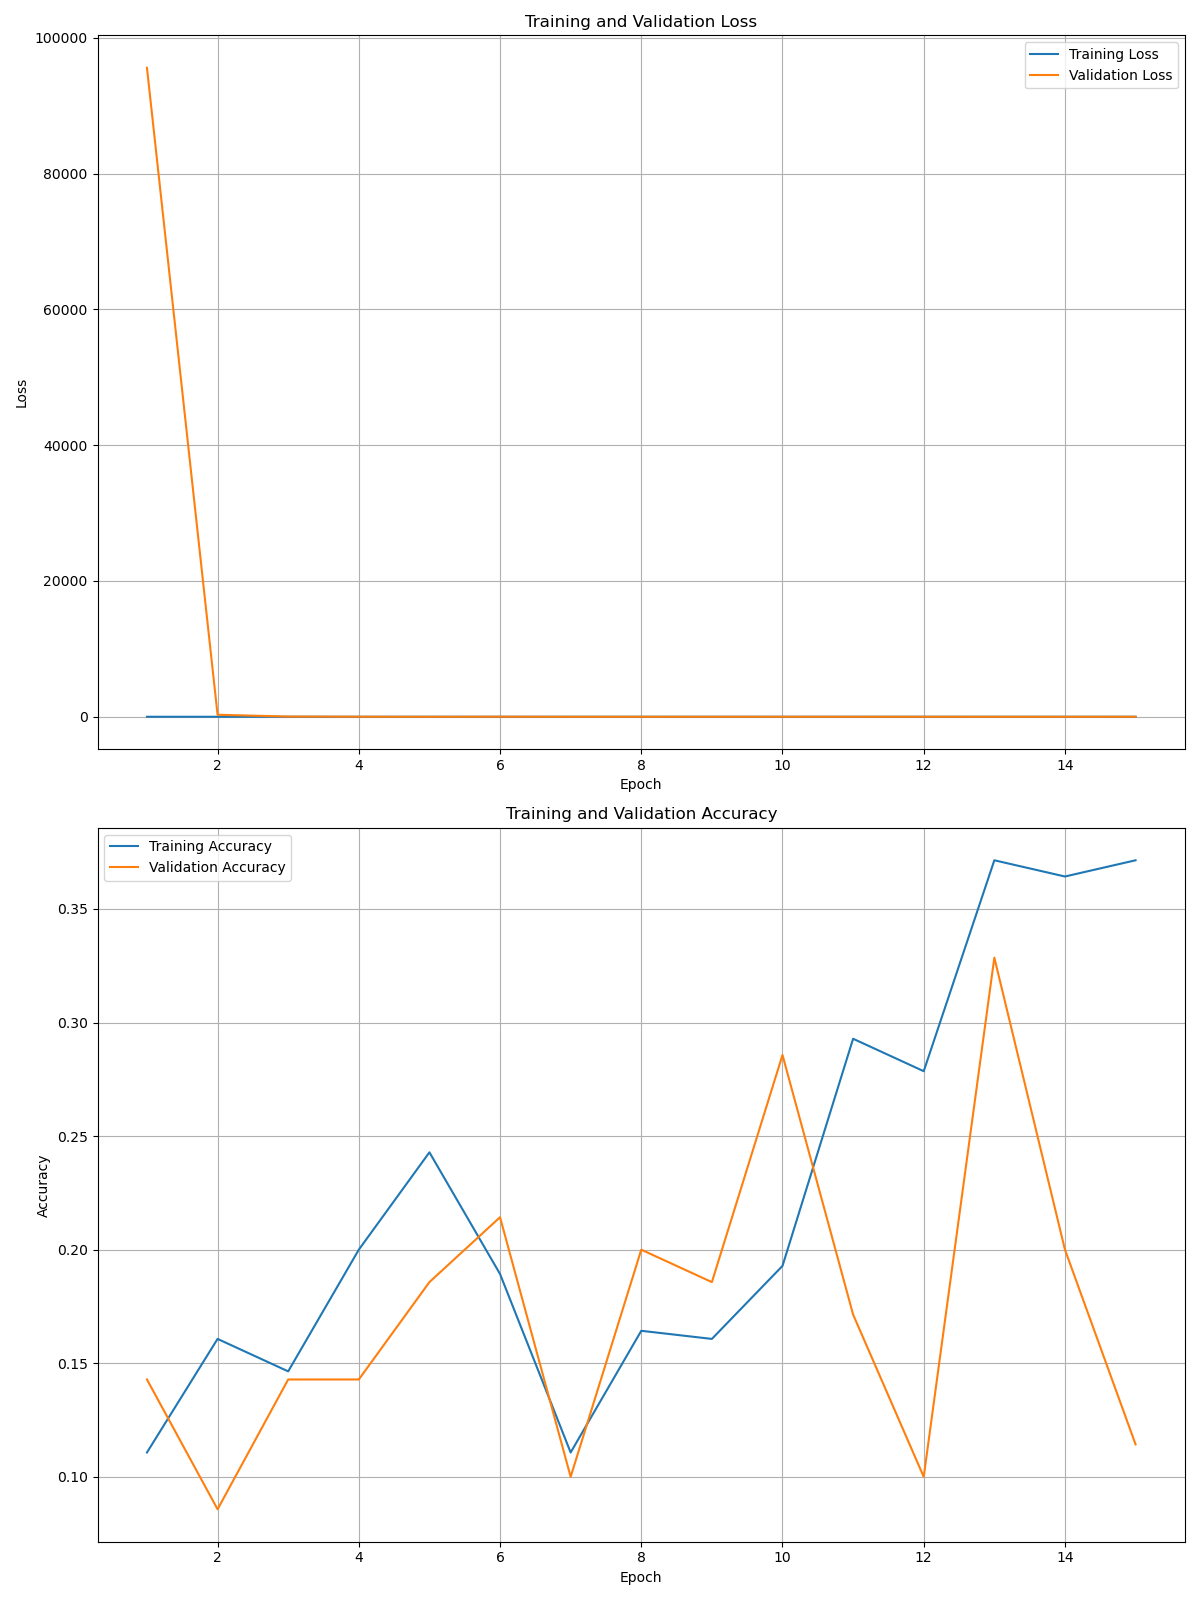 Training and Validation Loss
100000
80000
60000
40000
20000
0
Loss
Training Loss
Validation Loss
2 4 6 8 10 12 14
Epoch
Training and Validation Accuracy
Training Accuracy
Validation Accuracy
0.35
0.30
0.25
0.20
0.15
0.10
Accuracy
2 4 6 8 10 12 14
Epoch